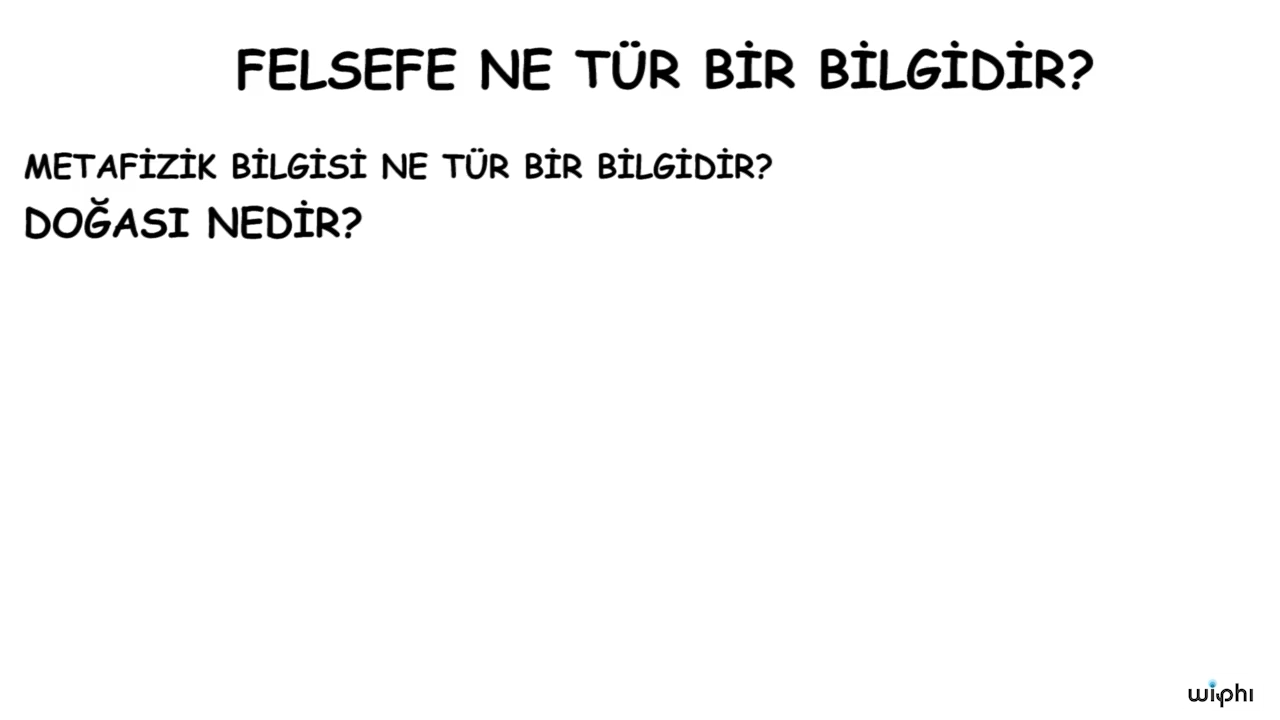 FELSEFE NE TÜR BİR BİLGİDİR?
METAFİZİK BİLGİSİ NE TÜR BİR BİLGİDİR?
DOĞASI NEDİR?
wiphi